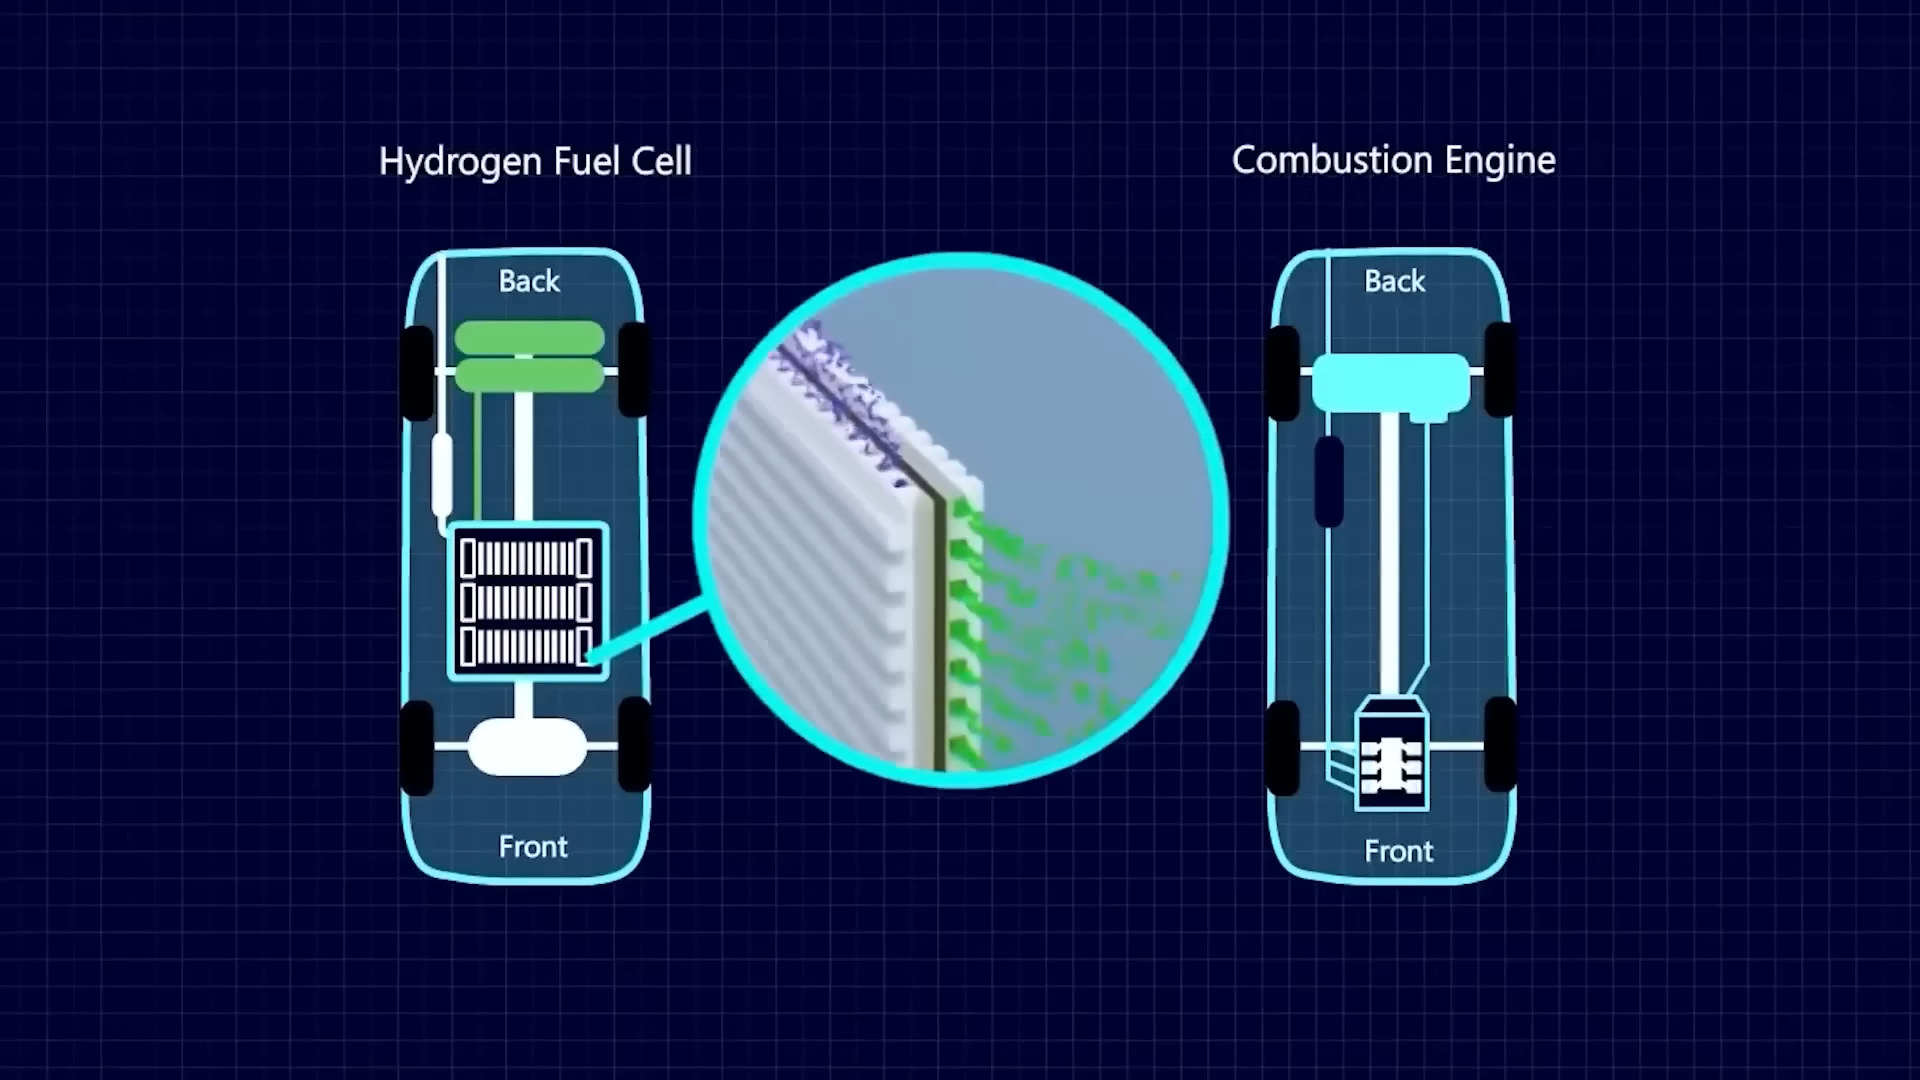 Hydrogen Fuel Cell
Combustion Engine
Back
Back
Front
Front